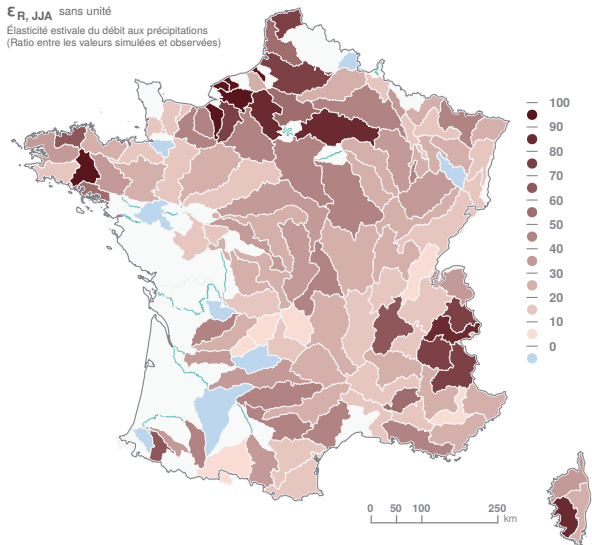 εR, JJA sans unité
Élasticité estivale du débit aux précipitations
(Ratio entre les valeurs simulées et observées)
100
90
80
70
60
50
40
30
20
10
0
0 50 100 250
km